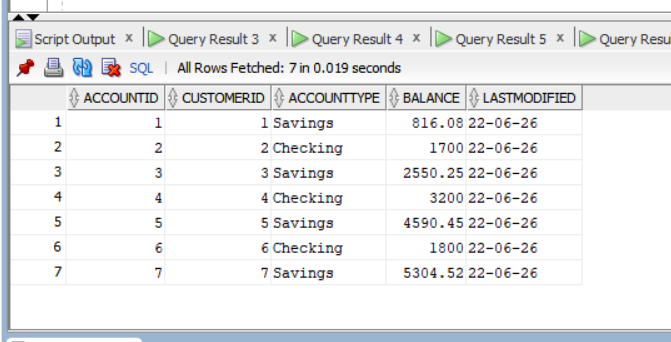 Script Output x Query Result 3 x Query Result 4 x Query Result 5 x Query Resu
SQL | All Rows Fetched: 7 in 0.019 seconds
ACCOUNTID CUSTOMERID ACCOUNTTYPE BALANCE LASTMODIFIED
1 1 1 Savings 816.08 22-06-26
2 2 2 Checking 1700 22-06-26
3 3 3 Savings 2550.25 22-06-26
4 4 4 Checking 3200 22-06-26
5 5 5 Savings 4590.45 22-06-26
6 6 6 Checking 1800 22-06-26
7 7 7 Savings 5304.52 22-06-26